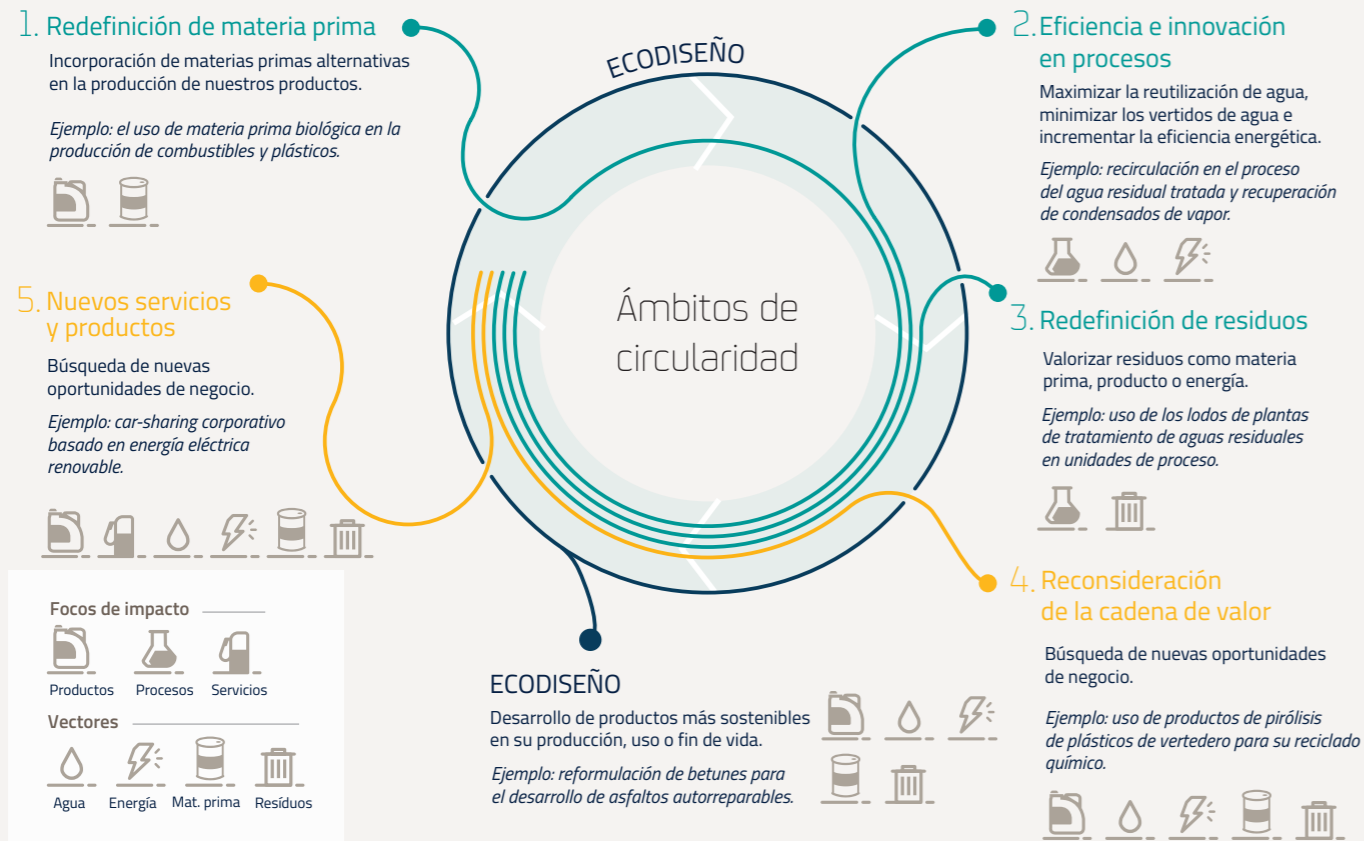 1. Redefinición de materia prima
Incorporación de materias primas alternativas
en la producción de nuestros productos.
Ejemplo: el uso de materia prima biológica en la
producción de combustibles y plásticos.
ECODISEÑO
2. Eficiencia e innovación
en procesos
Maximizar la reutilización de agua,
minimizar los vertidos de agua e
incrementar la eficiencia energética.
Ejemplo: recirculación en el proceso
del agua residual tratada y recuperación
de condensados de vapor.
Ámbitos de
circularidad
3. Redefinición de residuos
Valorizar residuos como materia
prima, producto o energía.
Ejemplo: uso de los lodos de plantas
de tratamiento de aguas residuales
en unidades de proceso.
4. Reconsideración
de la cadena de valor
Búsqueda de nuevas oportunidades
de negocio.
Ejemplo: uso de productos de pirólisis
de plásticos de vertedero para su reciclado
químico.
5. Nuevos servicios
y productos
Búsqueda de nuevas
oportunidades de negocio.
Ejemplo: car-sharing corporativo
basado en energía eléctrica
renovable.
ECODISEÑO
Desarrollo de productos más sostenibles
en su producción, uso o fin de vida.
Ejemplo: reformulación de betunes para
el desarrollo de asfaltos autorreparables.
Focos de impacto
Productos Procesos Servicios
Vectores
Agua Energía Mat. prima Resíduos